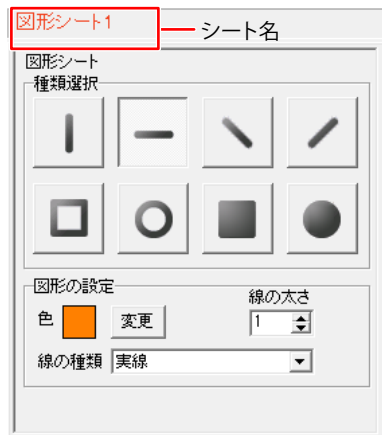 図形シート1
シート名
図形シート
種類選択
図形の設定
線の太さ
色 変更 1
線の種類 実線